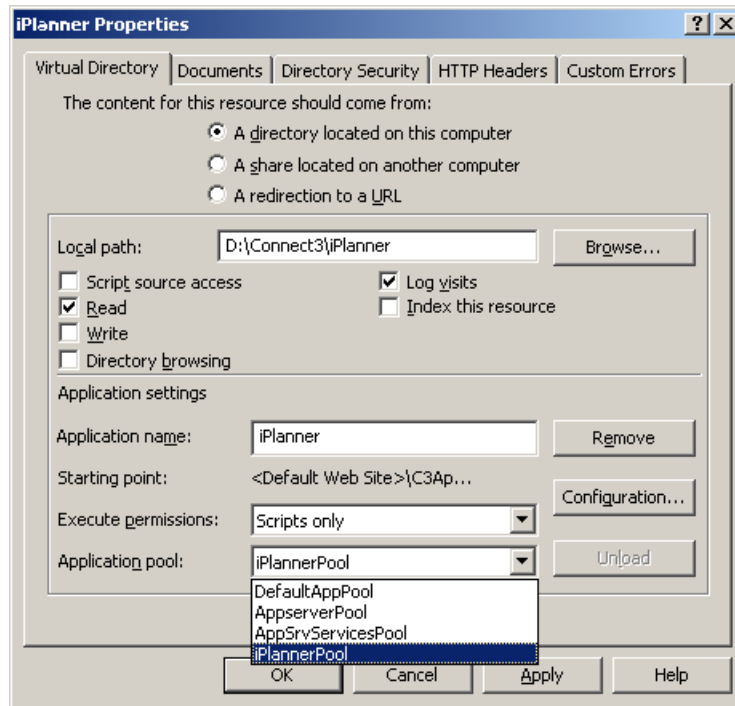 iPlanner Properties
Virtual Directory Documents Directory Security HTTP Headers Custom Errors
The content for this resource should come from:
A directory located on this computer
A share located on another computer
A redirection to a URL
Local path: D:\Connect3\iPlanner Browse...
Script source access Log visits
Read Index this resource
Write
Directory browsing
Application settings
Application name: iPlanner Remove
Starting point: <Default Web Site>\C3Ap...
Configuration...
Execute permissions: Scripts only
Application pool: iPlannerPool Unload
DefaultAppPool
AppserverPool
AppSrvServicesPool
iPlannerPool
OK Cancel Apply Help